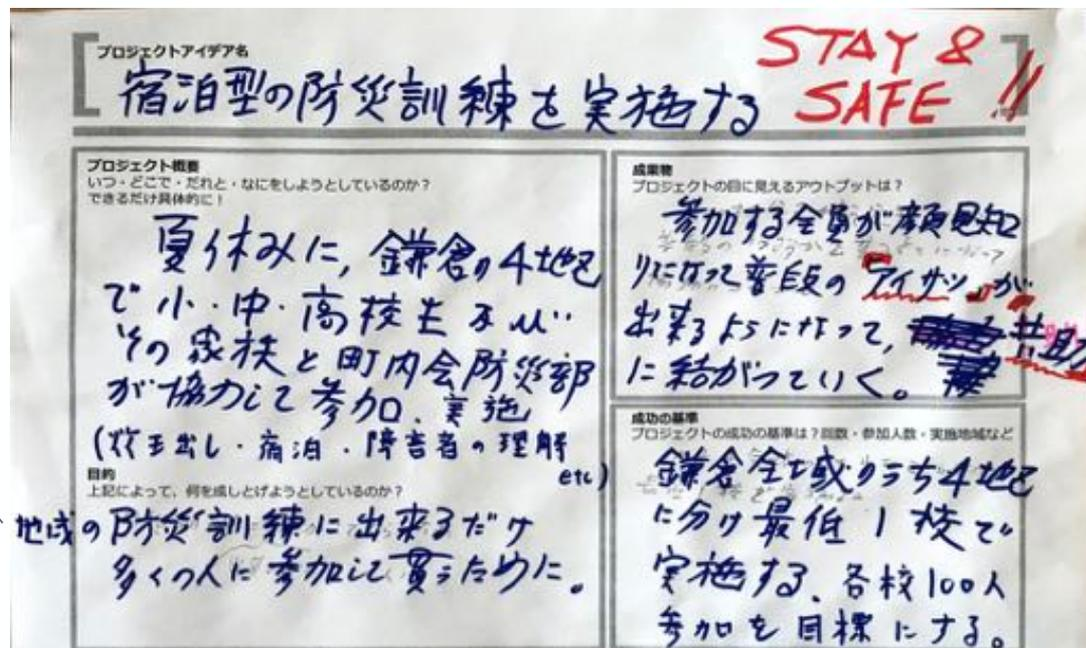 プロジェクトアイデア名
STAY &
SAFE !!
宿泊型の防災訓練を実施する
プロジェクト概要
いつ・どこで・だれと・なにをしようとしているのか?
できるだけ具体的に!
夏休みに,鎌倉の4地区
で小・中・高校生及び
その家族と町内会防災部
が協力して参加、実施
(炊き出し・宿泊・障害者の理解
etc)
目的
上記によって、何を成しとげようとしているのか?
地域の防災訓練に出来るだけ
多くの人に参加して貰うために。
成果物
プロジェクトの目に見えるアウトプットは?
参加する全員が顔見知
りになって普段の「アイサツ」が
出来るようになって,共助
に結がっていく。
成功の基準
プロジェクトの成功の基準は?回数・参加人数・実施地域など
鎌倉全域のうち4地区
に分け最低1校で
実施する、各校100人
参加を目標にする。